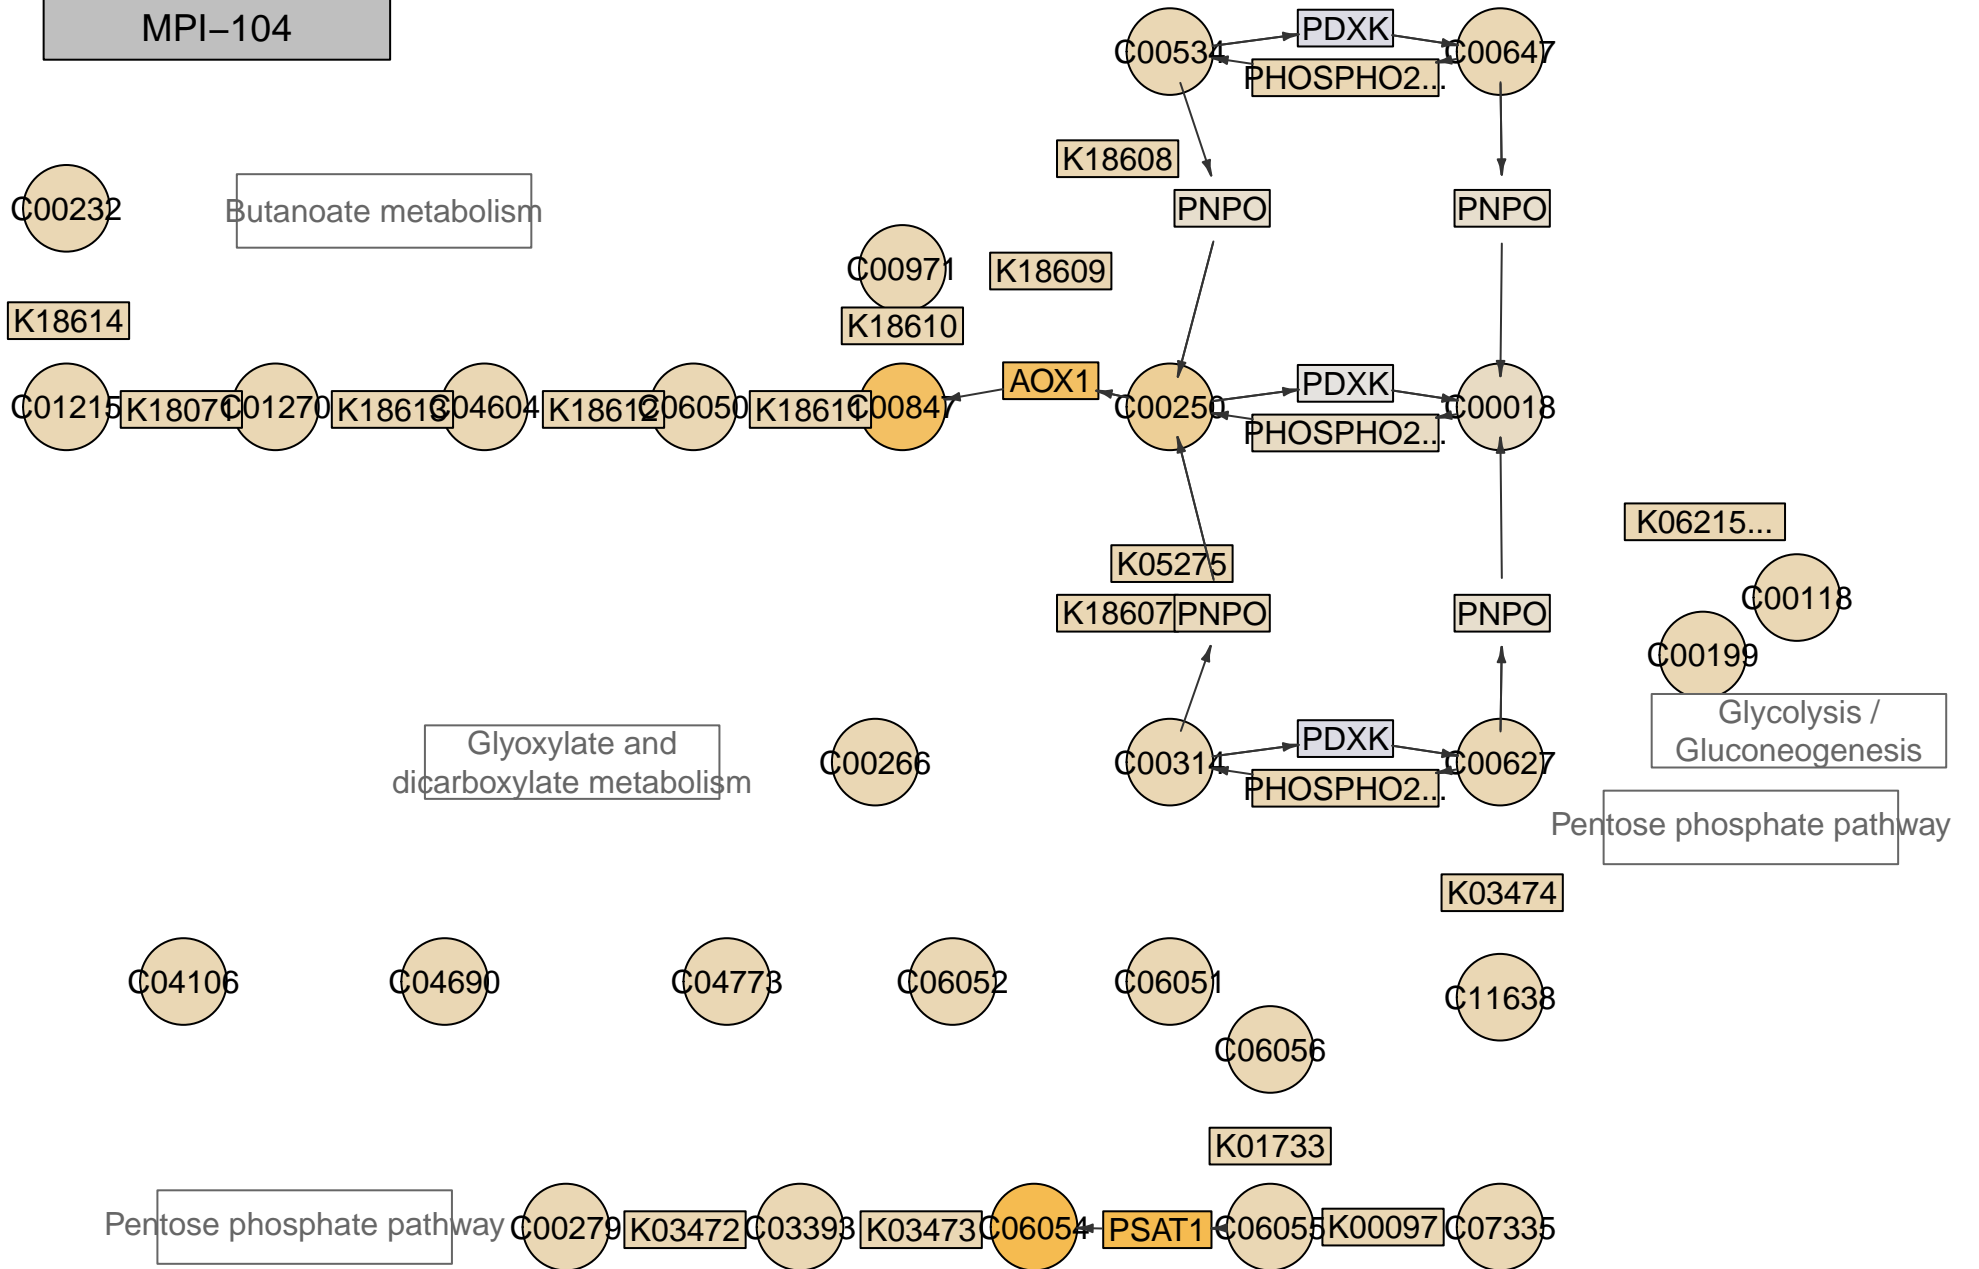 MPI–104
C00534
PDXK
C00647
PHOSPHO2...
K18608
C00232
Butanoate metabolism
PNPO
PNPO
C00971
K18609
K18614
K18610
AOX1
PDXK
C01215
K18071
C01270
K18613
C04604
K18612
C06050
K18611
C00847
C00250
C00018
PHOSPHO2...
K06215...
K05275
C00118
K18607
PNPO
PNPO
C00199
Glycolysis /
Gluconeogenesis
Glyoxylate and
dicarboxylate metabolism
C00266
C00314
PDXK
C00627
PHOSPHO2...
Pentose phosphate pathway
K03474
C04106
C04690
C04773
C06052
C06051
C11638
C06056
K01733
Pentose phosphate pathway
C00279
K03472
C03393
K03473
C06054
PSAT1
C06055
K00097
C07335